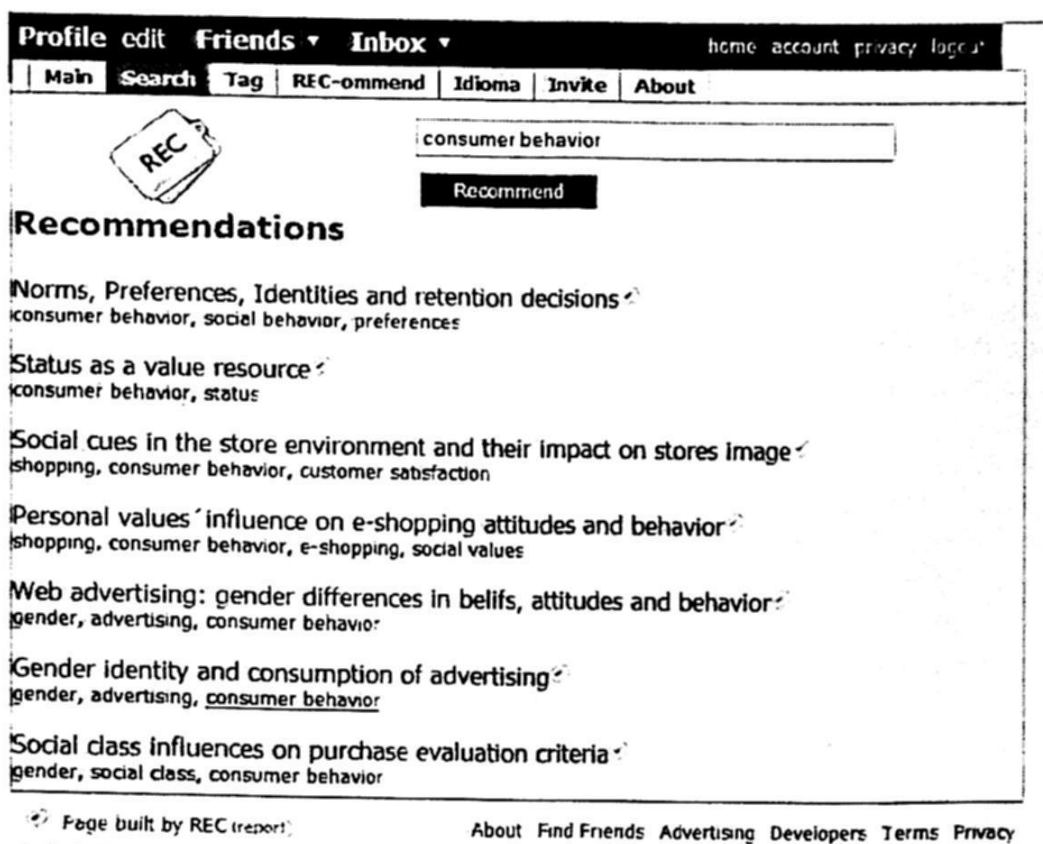 Profile edit Friends ▾ Inbox ▾ home account privacy logout
Main Search Tag REC-ommend Idioma Invite About
REC
consumer behavior
Recommend
Recommendations
Norms, Preferences, Identities and retention decisions
consumer behavior, social behavior, preferences
Status as a value resource
consumer behavior, status
Social cues in the store environment and their impact on stores image
shopping, consumer behavior, customer satisfaction
Personal values´influence on e-shopping attitudes and behavior
shopping, consumer behavior, e-shopping, social values
Web advertising: gender differences in belifs, attitudes and behavior
gender, advertising, consumer behavior
Gender identity and consumption of advertising
gender, advertising, consumer behavior
Social class influences on purchase evaluation criteria
gender, social class, consumer behavior
Page built by REC (report) About Find Friends Advertising Developers Terms Privacy